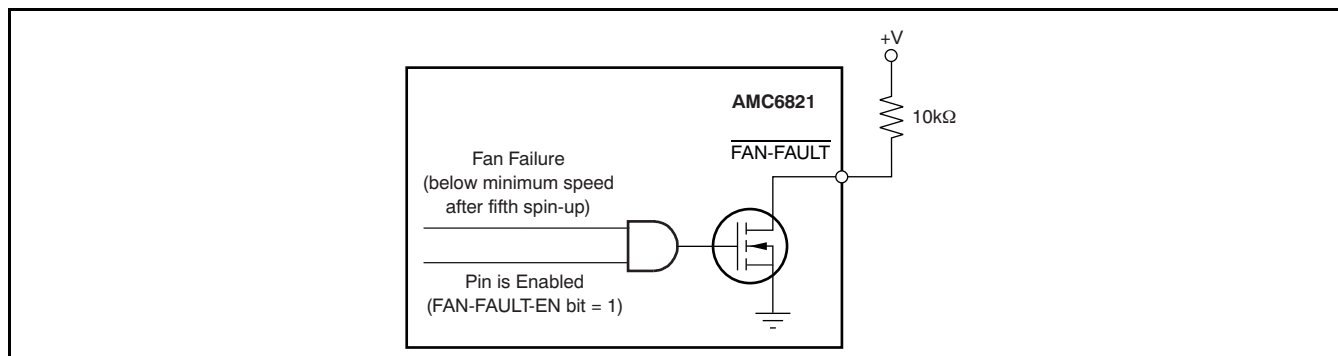 +V
AMC6821
10kΩ
FAN-FAULT
Fan Failure
(below minimum speed
after fifth spin-up)
Pin is Enabled
(FAN-FAULT-EN bit = 1)